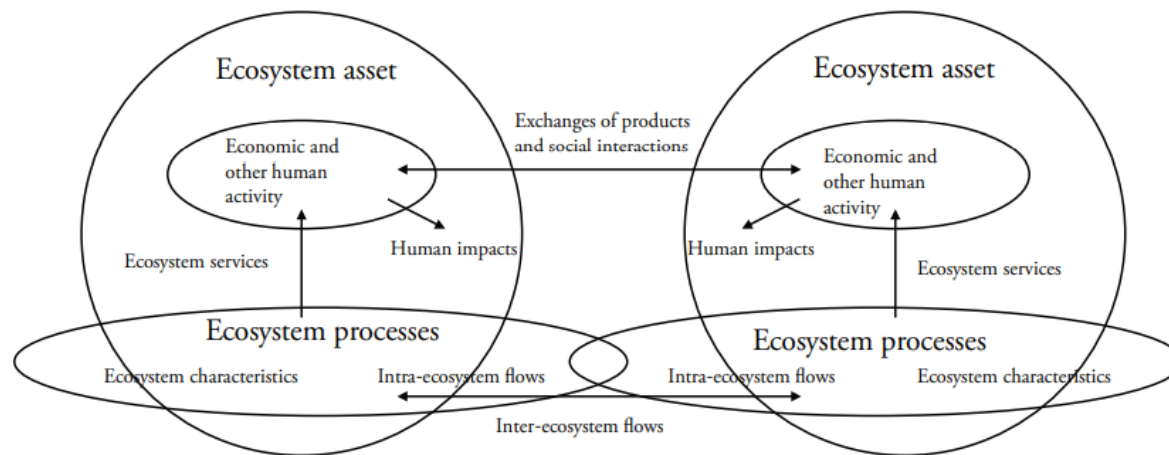 Ecosystem asset
Ecosystem asset
Exchanges of products
and social interactions
Economic and
other human
activity
Economic and
other human
activity
Human impacts
Human impacts
Ecosystem services
Ecosystem services
Ecosystem processes
Ecosystem processes
Ecosystem characteristics
Intra-ecosystem flows
Intra-ecosystem flows
Ecosystem characteristics
Inter-ecosystem flows